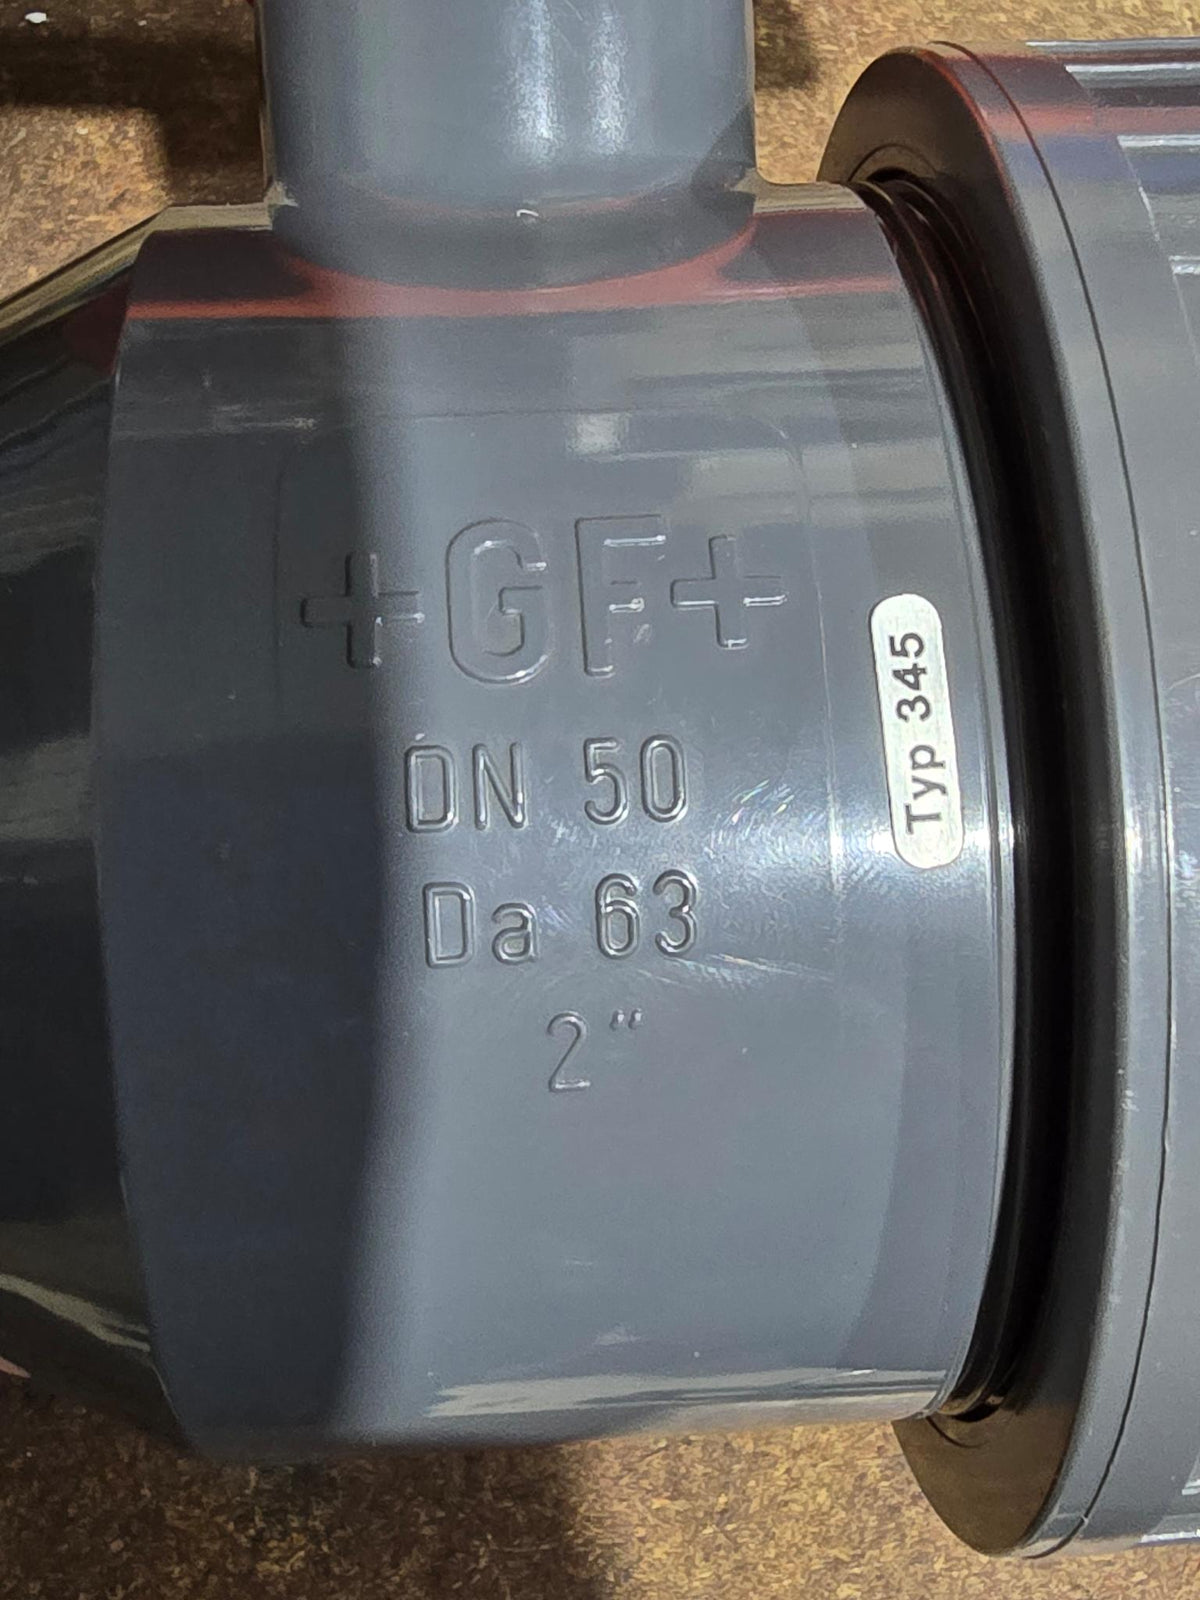 +GF+
DN 50
Da 63
2"
Typ 345